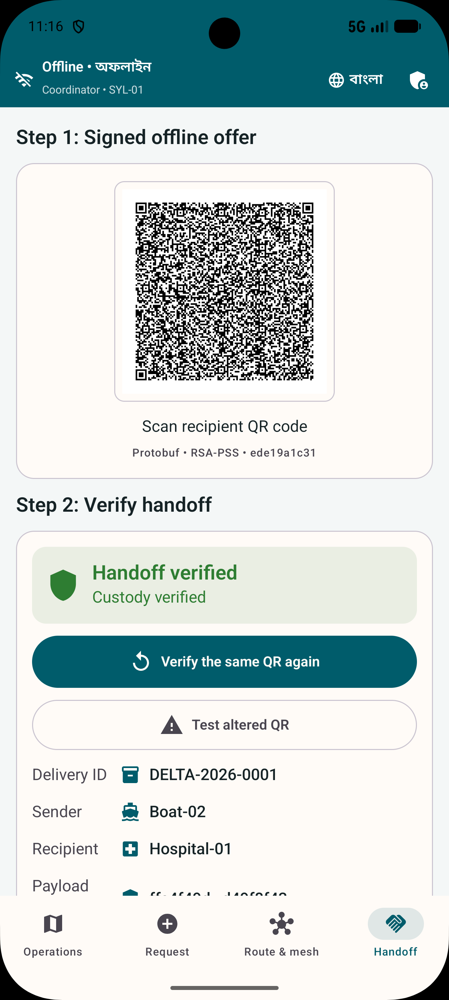 11:16
5G
Offline • অফলাইন
Coordinator • SYL-01
বাংলা
Step 1: Signed offline offer
Scan recipient QR code
Protobuf • RSA-PSS • ede19a1c31
Step 2: Verify handoff
Handoff verified
Custody verified
Verify the same QR again
Test altered QR
Delivery ID DELTA-2026-0001
Sender Boat-02
Recipient Hospital-01
Payload
Operations
Request
Route & mesh
Handoff